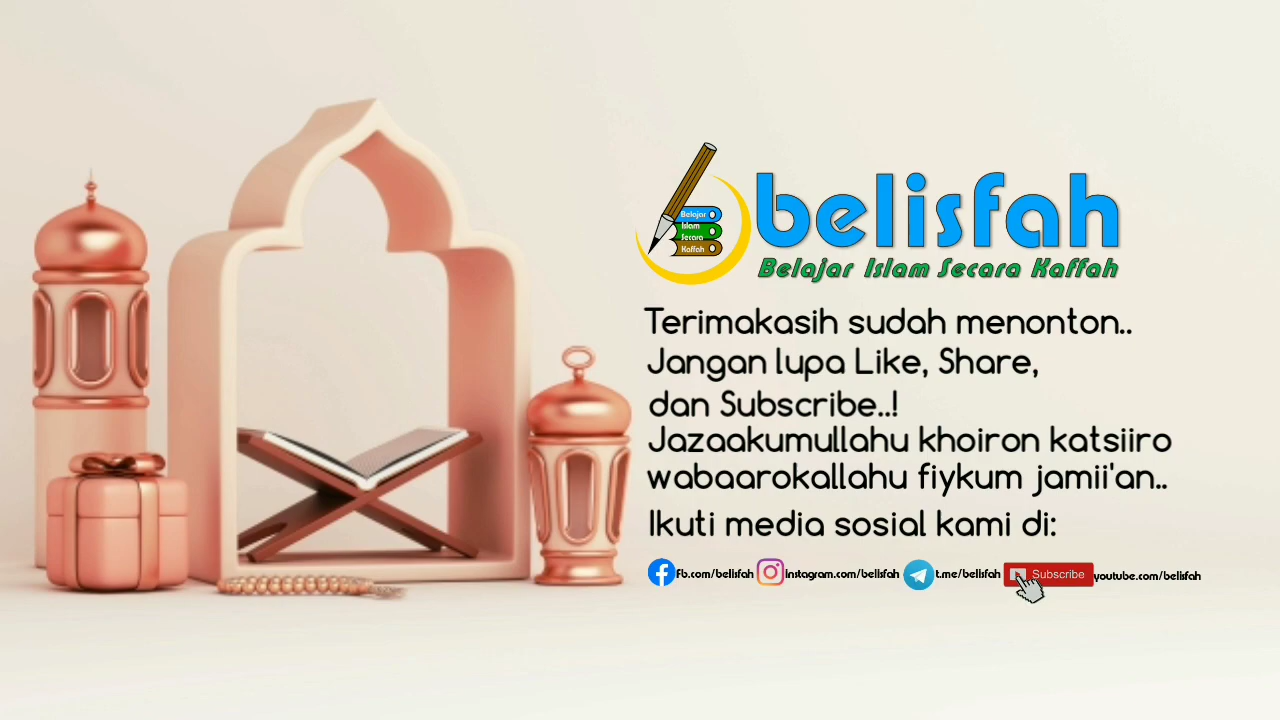 Belajar
Islam
Secara
Kaffah
belisfah
Belajar Islam Secara Kaffah
Terimakasih sudah menonton..
Jangan lupa Like, Share,
dan Subscribe..!
Jazaakumullahu khoiron katsiiro
wabaarokallahu fiykum jamii'an..
Ikuti media sosial kami di:
Fb.com/belisfah Instagram.com/belisfah t.me/belisfah Subscribe youtube.com/belisfah